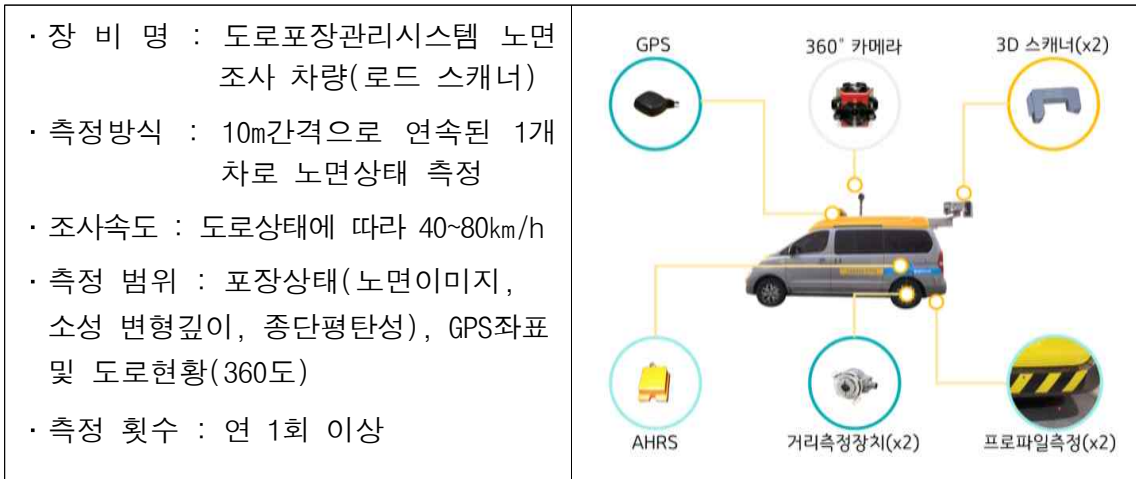 · 장 비 명 : 도로포장관리시스템 노면
조사 차량(로드 스캐너)
· 측정방식 : 10m간격으로 연속된 1개
차로 노면상태 측정
· 조사속도 : 도로상태에 따라 40~80㎞/h
· 측정 범위 : 포장상태(노면이미지,
소성 변형깊이, 종단평탄성), GPS좌표
및 도로현황(360도)
· 측정 횟수 : 연 1회 이상
GPS
360° 카메라
3D 스캐너(x2)
AHRS
거리측정장치(x2)
프로파일측정(x2)